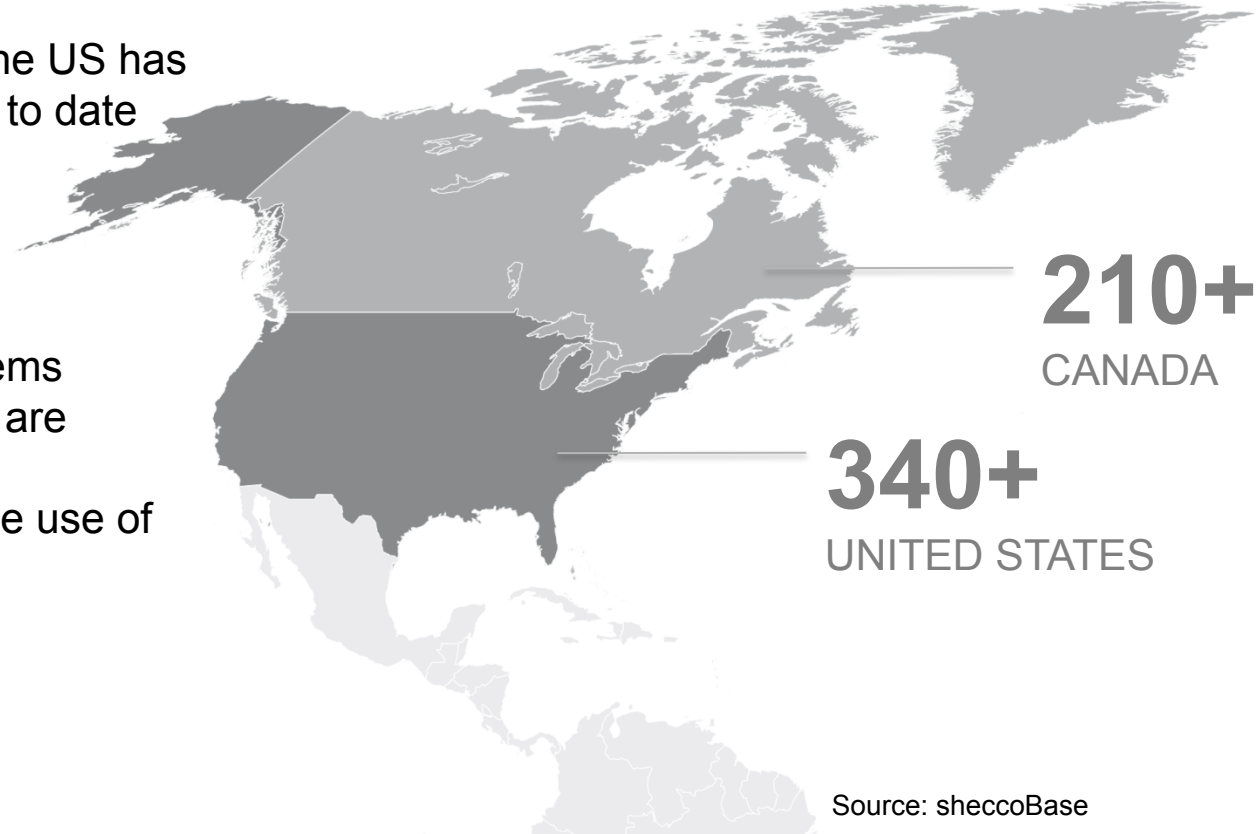 he US has
to date
ems
are
e use of
210+
CANADA
340+
UNITED STATES
Source: sheccoBase